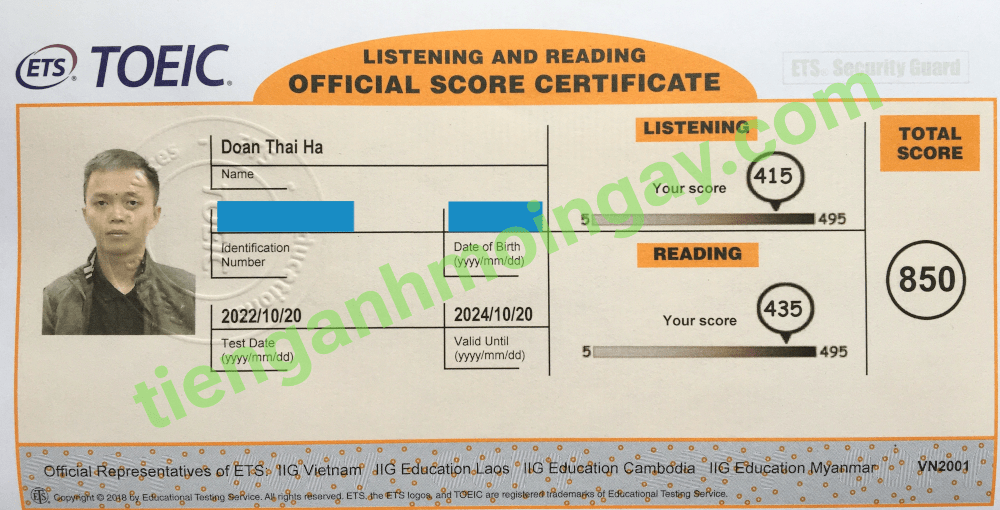 ETS® TOEIC®
LISTENING AND READING
OFFICIAL SCORE CERTIFICATE
ETS® Security Guard
Doan Thai Ha
Name
Identification
Number
Date of Birth
(yyyy/mm/dd)
2022/10/20
Test Date
(yyyy/mm/dd)
2024/10/20
Valid Until
(yyyy/mm/dd)
LISTENING
Your score
415
5
495
READING
Your score
435
5
495
TOTAL
SCORE
850
tienganhmoingay.com
Official Representatives of ETS: IIG Vietnam IIG Education Laos IIG Education Cambodia IIG Education Myanmar VN2001
ETS Copyright © 2018 by Educational Testing Service. All rights reserved. ETS, the ETS logos, and TOEIC are registered trademarks of Educational Testing Service.